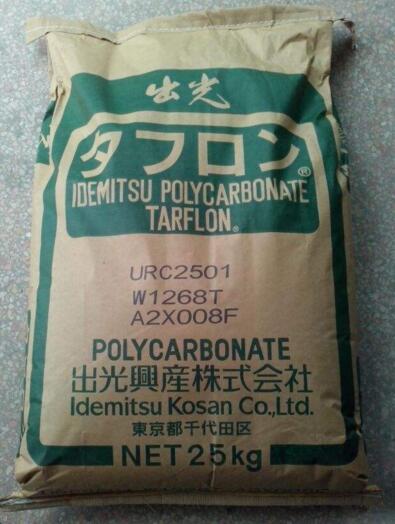 出光
タフロン®
IDEMITSU POLYCARBONATE
TARFLON®
URC2501
W1268T
A2X008F
POLYCARBONATE
出光興産株式会社
Idemitsu Kosan Co.,Ltd.
東京都千代田区
NET 25kg